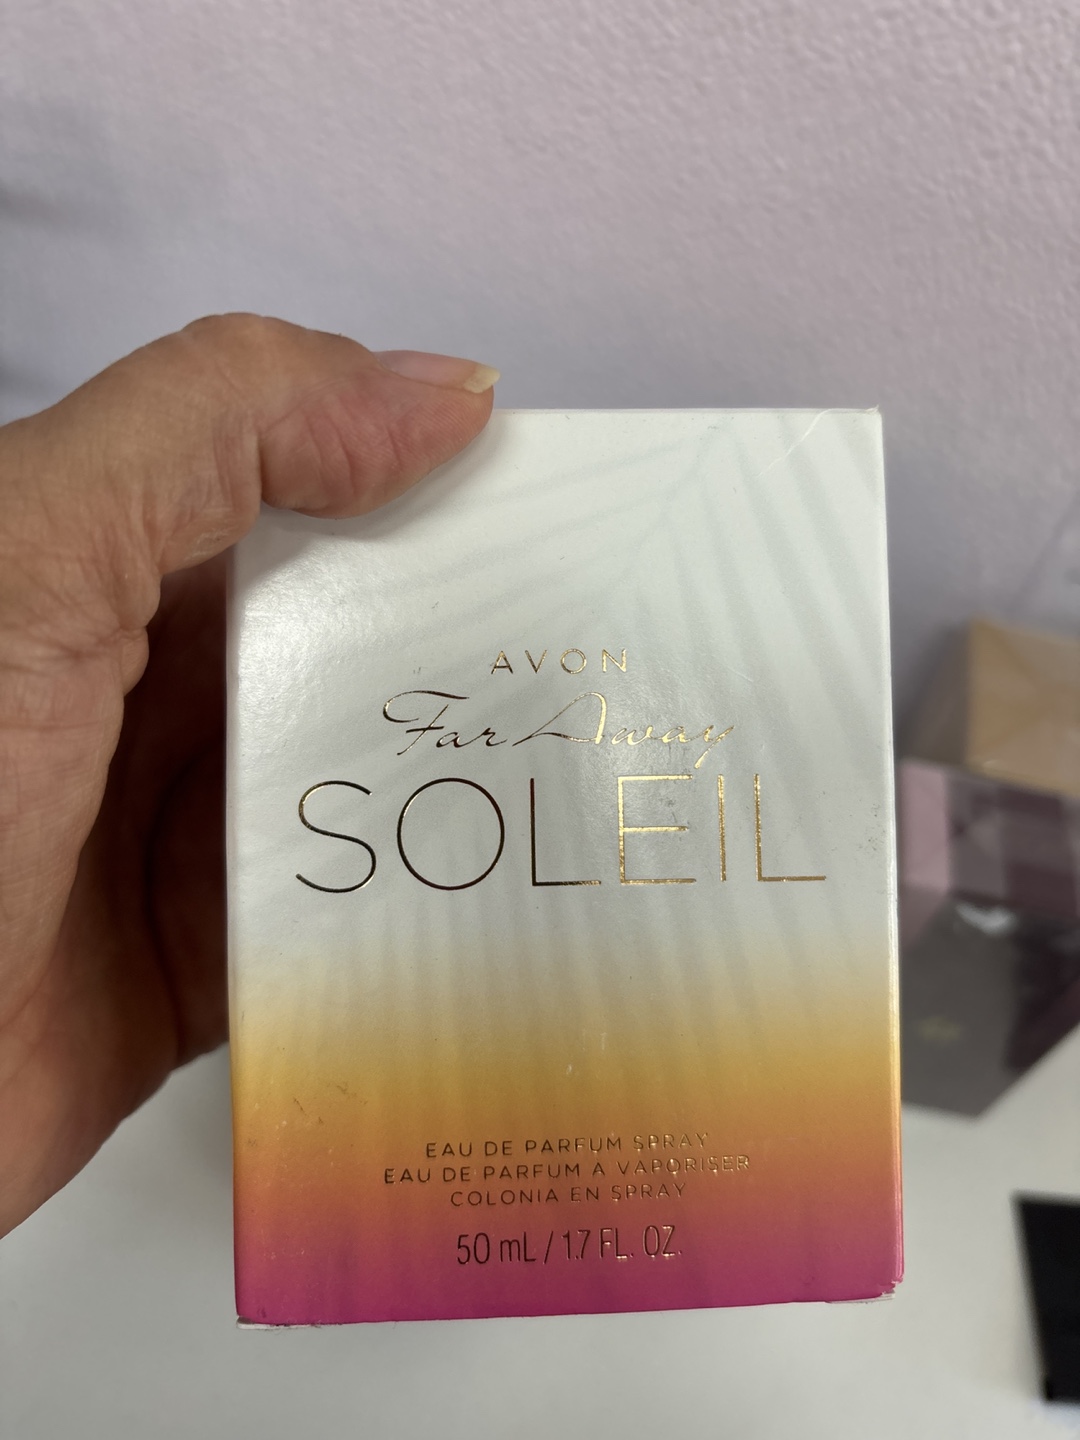 AVON
Far Away
SOLEIL
EAU DE PARFUM SPRAY
EAU DE PARFUM A VAPORISER
COLONIA EN SPRAY
50 mL / 1.7 FL. OZ.